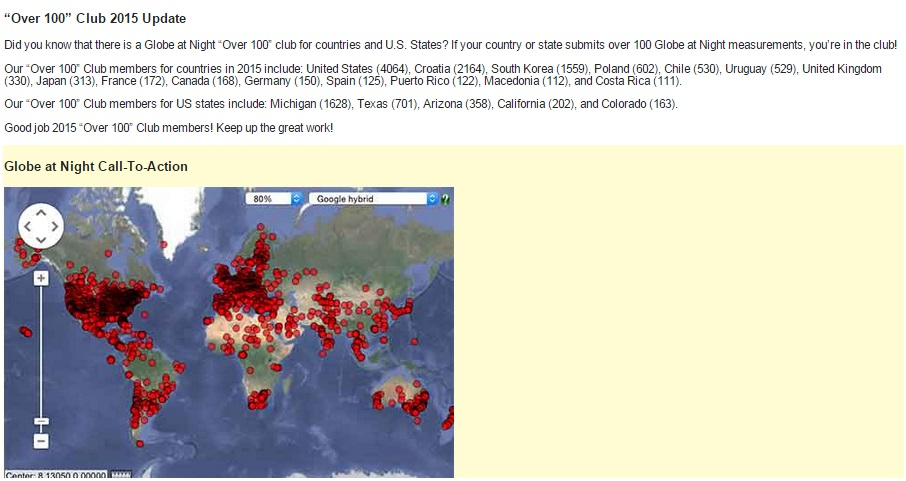 “Over 100” Club 2015 Update
Did you know that there is a Globe at Night “Over 100” club for countries and U.S. States? If your country or state submits over 100 Globe at Night measurements, you’re in the club!
Our “Over 100” Club members for countries in 2015 include: United States (4064), Croatia (2164), South Korea (1559), Poland (602), Chile (530), Uruguay (529), United Kingdom
(330), Japan (313), France (172), Canada (168), Germany (150), Spain (125), Puerto Rico (122), Macedonia (112), and Costa Rica (111).
Our “Over 100” Club members for US states include: Michigan (1628), Texas (701), Arizona (358), California (202), and Colorado (163).
Good job 2015 “Over 100” Club members! Keep up the great work!
Globe at Night Call-To-Action
80% Google hybrid ?
Center: 8.13050,0.00000